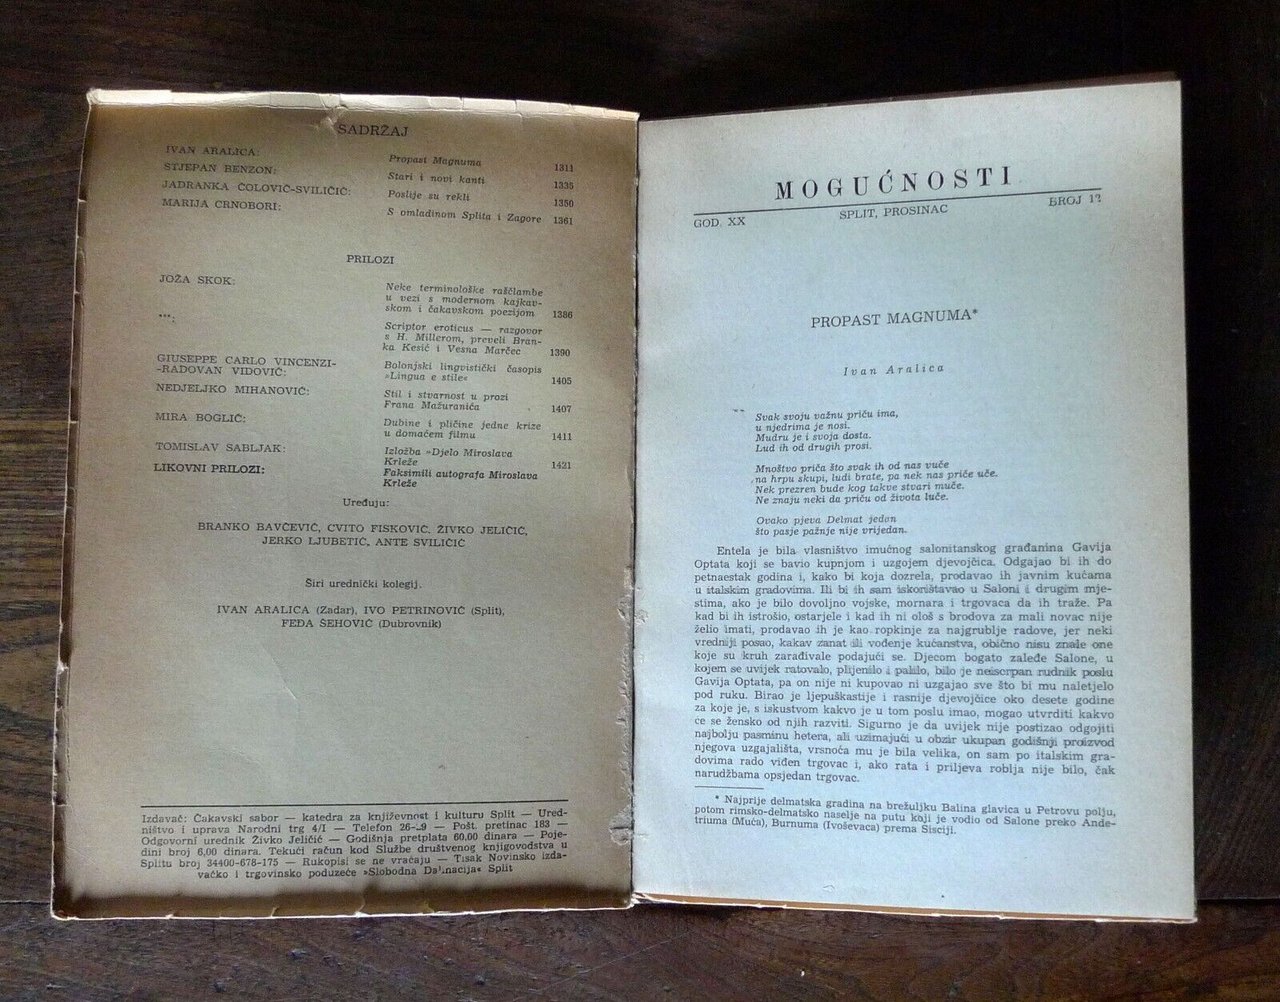 SADRŽAJ
IVAN ARALICA: Propast Magnuma 1311
STJEPAN BENZON: Stari i novi kanti 1335
JADRANKA ČOLOVIČ-SVILIČIČ: Poslije su rekli 1350
MARIJA CRNOBORI: S omladinom Splita i Zagore 1361
PRILOZI
JOŽA SKOK: Neke terminološke raščlambe
u vezi s modernom kajkav-
skom i čakavskom poezijom 1386
***: Scriptor eroticus — razgovor
s H. Millerom, preveli Bran-
ka Kesić i Vesna Marčec 1390
GIUSEPPE CARLO VINCENZI-
-RADOVAN VIDOVIČ: Bolonjski lingvistički časopis
»Lingua e stile« 1405
NEDJELJKO MIHANOVIČ: Stil i stvarnost u prozi
Frana Mažuranića 1407
MIRA BOGLIČ: Dubine i pličine jedne krize
u domaćem filmu 1411
TOMISLAV SABLJAK: Izložba »Djelo Miroslava
Krleže 1421
LIKOVNI PRILOZI: Faksimili autografa Miroslava
Krleže
Uređuju:
BRANKO BAVČEVIĆ, CVITO FISKOVIĆ, ŽIVKO JELIČIĆ,
JERKO LJUBETIĆ, ANTE SVILIČIĆ
Širi urednički kolegij.
IVAN ARALICA (Zadar), IVO PETRINOVIĆ (Split),
FEĐA ŠEHOVIĆ (Dubrovnik)
Izdavač: Čakavski sabor — katedra za književnost i kulturu Split — Ured-
ništvo i uprava Narodni trg 4/I — Telefon 26- 9 — Pošt. pretinac 183 —
Odgovorni urednik Živko Jeličić — Godišnja pretplata 60,00 dinara — Poje-
dini broj 6,00 dinara. Tekući račun kod Službe društvenog knjigovodstva u
Splitu broj 34400-678-175 — Rukopisi se ne vraćaju — Tisak Novinsko izda-
vačko i trgovinsko poduzeće »Slobodna Dalmacija« Split
MOGUĆNOSTI
GOD. XX SPLIT, PROSINAC BROJ 12
PROPAST MAGNUMA*
Ivan Aralica
Svak svoju važnu priču ima,
u njedrima je nosi.
Mudru je i svoja dosta.
Lud ih od drugih prosi.
Mnoštvo priča što svak ih od nas vuče
na hrpu skupi, ludi brate, pa nek nas priče uče.
Nek prezren bude kog takve stvari muče.
Ne znaju neki da priču od života luče.
Ovako pjeva Delmat jedan
što pasje pažnje nije vrijedan.
Entela je bila vlasništvo imućnog salonitanskog građanina Gavija
Optata koji se bavio kupnjom i uzgojem djevojčica. Odgajao bi ih do
petnaestak godina i, kako bi koja dozrela, prodavao ih javnim kućama
u italskim gradovima. Ili bi ih sam iskorištavao u Saloni i drugim mje-
stima, ako je bilo dovoljno vojske, mornara i trgovaca da ih traže. Pa
kad bi ih istrošio, ostarjele i kad ih ni ološ s brodova za mali novac nije
želio imati, prodavao ih je kao ropkinje za najgrublje radove, jer neki
vredniji posao, kakav zanat ili vođenje kućanstva, obično nisu znale one
koje su kruh zarađivale podajući se. Djecom bogato zaleđe Salone, u
kojem se uvijek ratovalo, plijenilo i palilo, bilo je neiscrpan rudnik poslu
Gavija Optata, pa on nije ni kupovao ni uzgajao sve što bi mu naletjelo
pod ruku. Birao je ljepuškastije i rasnije djevojčice oko desete godine
za koje je, s iskustvom kakvo je u tom poslu imao, mogao utvrditi kakvo
će se žensko od njih razviti. Sigurno je da uvijek nije postizao odgojiti
najbolju pasminu hetera, ali uzimajući u obzir ukupan godišnji proizvod
njegova uzgajališta, vrsnoća mu je bila velika, on sam po italskim gra-
dovima rado viđen trgovac i, ako rata i priljeva roblja nije bilo, čak
narudžbama opsjedan trgovac.
* Najprije delmatska gradina na brežuljku Balina glavica u Petrovu polju,
potom rimsko-delmatsko naselje na putu koji je vodio od Salone preko Ande-
triuma (Muća), Burnuma (Ivoševaca) prema Sisciji.